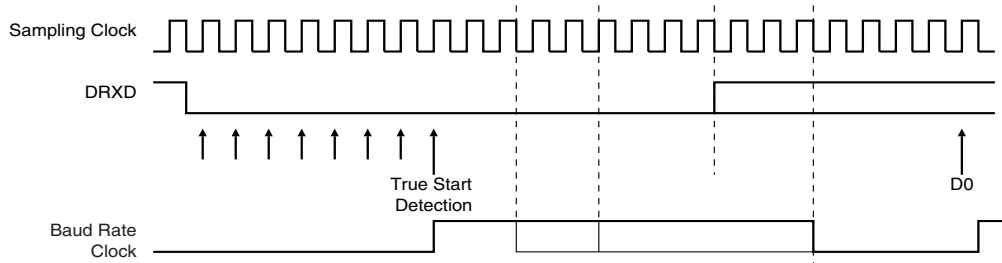 Sampling Clock
DRXD
True Start
Detection
D0
Baud Rate
Clock